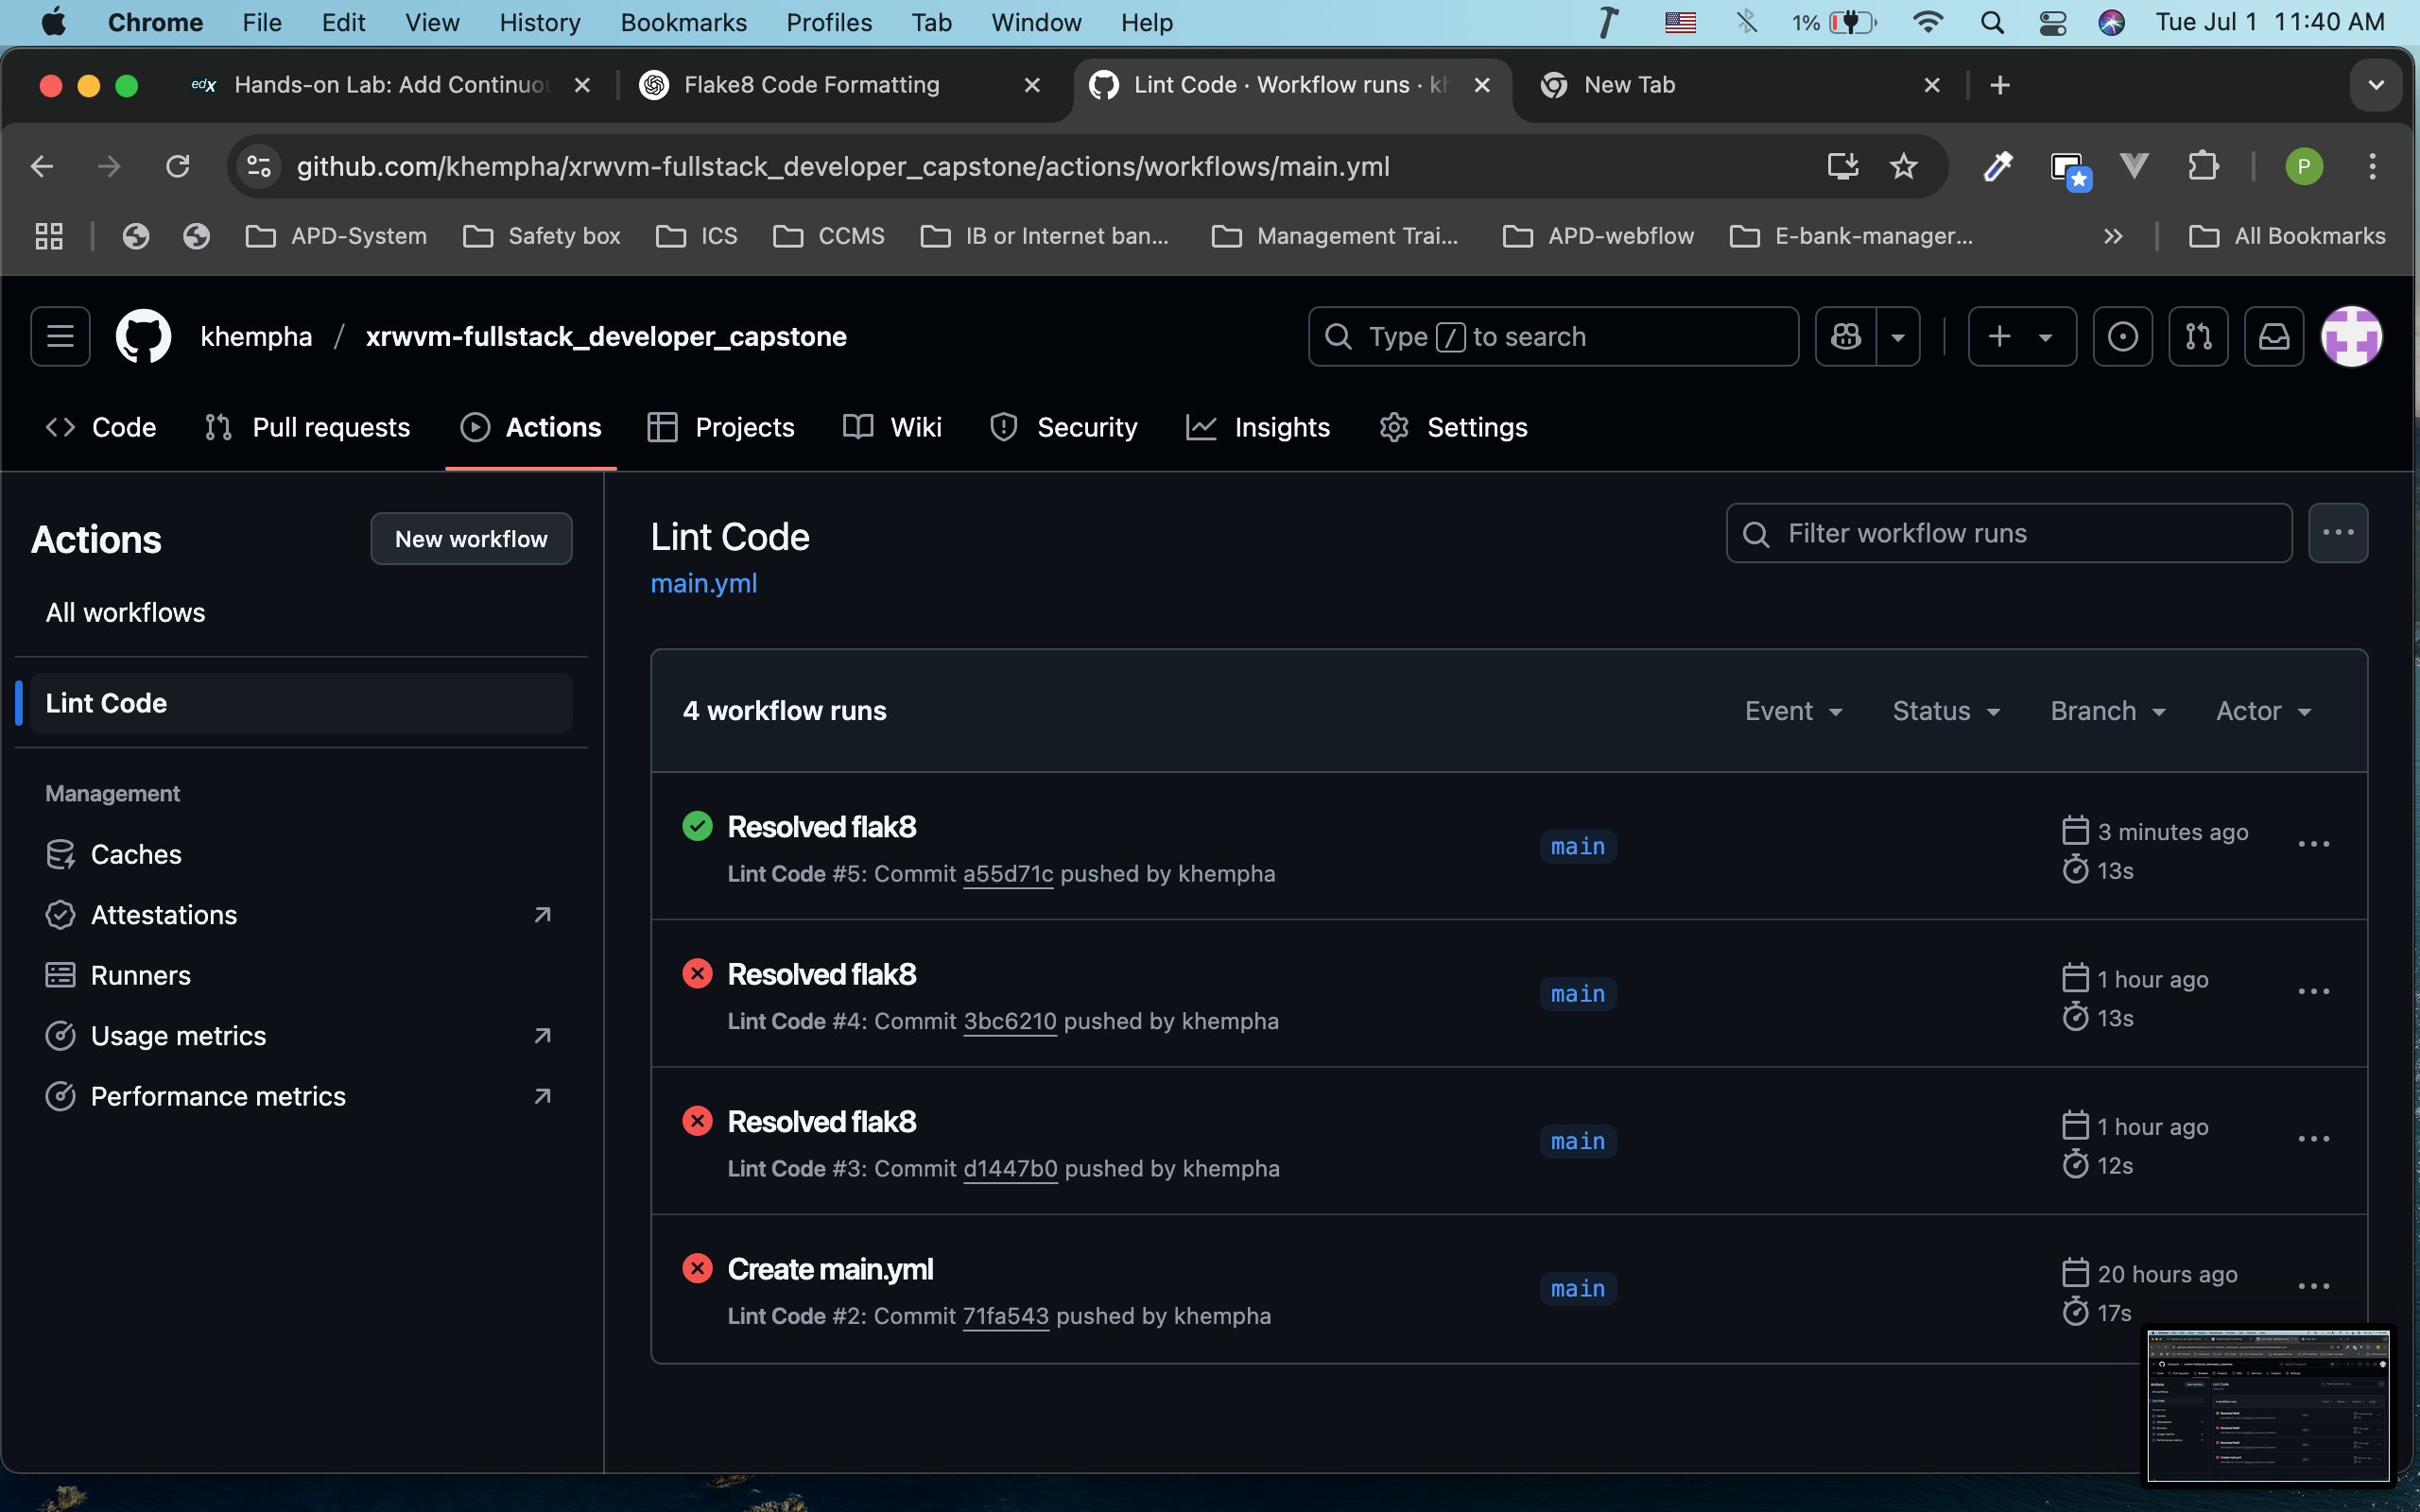 Chrome File Edit View History Bookmarks Profiles Tab Window Help 1% Tue Jul 1 11:40 AM
edX Hands-on Lab: Add Continuo Flake8 Code Formatting Lint Code · Workflow runs · kh New Tab
github.com/khempha/xrwvm-fullstack_developer_capstone/actions/workflows/main.yml P
APD-System Safety box ICS CCMS IB or Internet ban... Management Trai... APD-webflow E-bank-manager... All Bookmarks
khempha / xrwvm-fullstack_developer_capstone Type / to search
Code Pull requests Actions Projects Wiki Security Insights Settings
Actions New workflow
All workflows
Lint Code
Management
Caches
Attestations
Runners
Usage metrics
Performance metrics
Lint Code
main.yml
Filter workflow runs
4 workflow runs Event Status Branch Actor
Resolved flak8
Lint Code #5: Commit a55d71c pushed by khempha
main
3 minutes ago
13s
Resolved flak8
Lint Code #4: Commit 3bc6210 pushed by khempha
main
1 hour ago
13s
Resolved flak8
Lint Code #3: Commit d1447b0 pushed by khempha
main
1 hour ago
12s
Create main.yml
Lint Code #2: Commit 71fa543 pushed by khempha
main
20 hours ago
17s